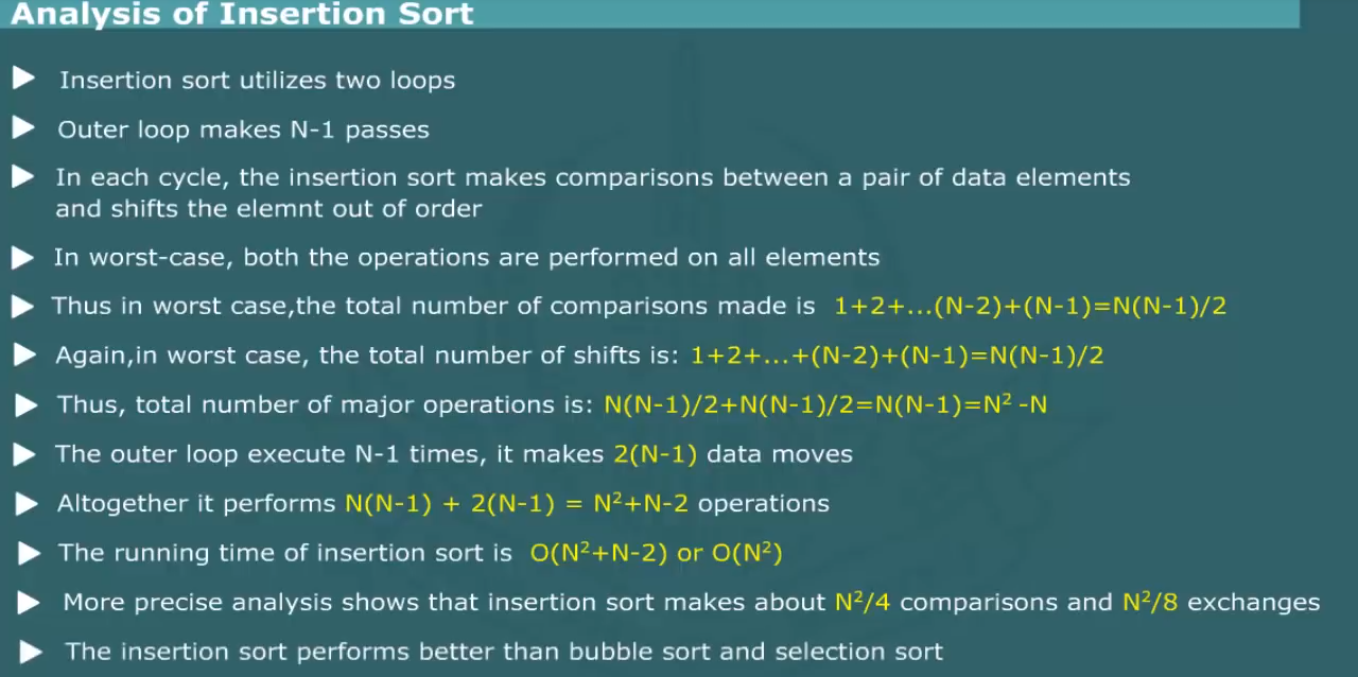 Analysis of Insertion Sort
Insertion sort utilizes two loops
Outer loop makes N-1 passes
In each cycle, the insertion sort makes comparisons between a pair of data elements
and shifts the elemnt out of order
In worst-case, both the operations are performed on all elements
Thus in worst case,the total number of comparisons made is 1+2+...(N-2)+(N-1)=N(N-1)/2
Again,in worst case, the total number of shifts is: 1+2+...+(N-2)+(N-1)=N(N-1)/2
Thus, total number of major operations is: N(N-1)/2+N(N-1)/2=N(N-1)=N² -N
The outer loop execute N-1 times, it makes 2(N-1) data moves
Altogether it performs N(N-1) + 2(N-1) = N²+N-2 operations
The running time of insertion sort is O(N²+N-2) or O(N²)
More precise analysis shows that insertion sort makes about N²/4 comparisons and N²/8 exchanges
The insertion sort performs better than bubble sort and selection sort